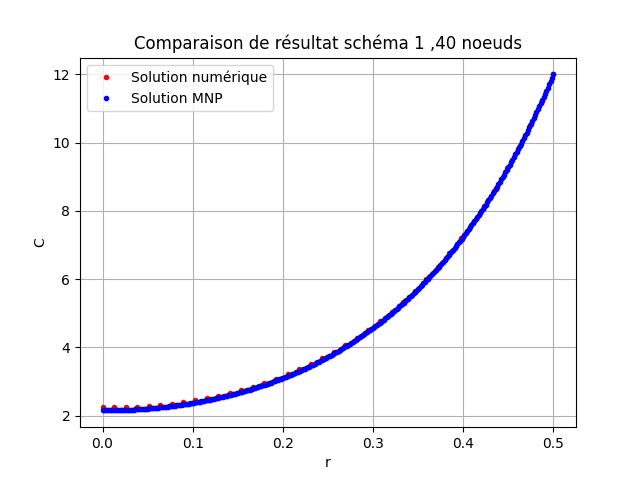 Comparaison de résultat schéma 1 ,40 noeuds
Solution numérique
Solution MNP
12
10
8
6
4
2
C
0.0 0.1 0.2 0.3 0.4 0.5
r